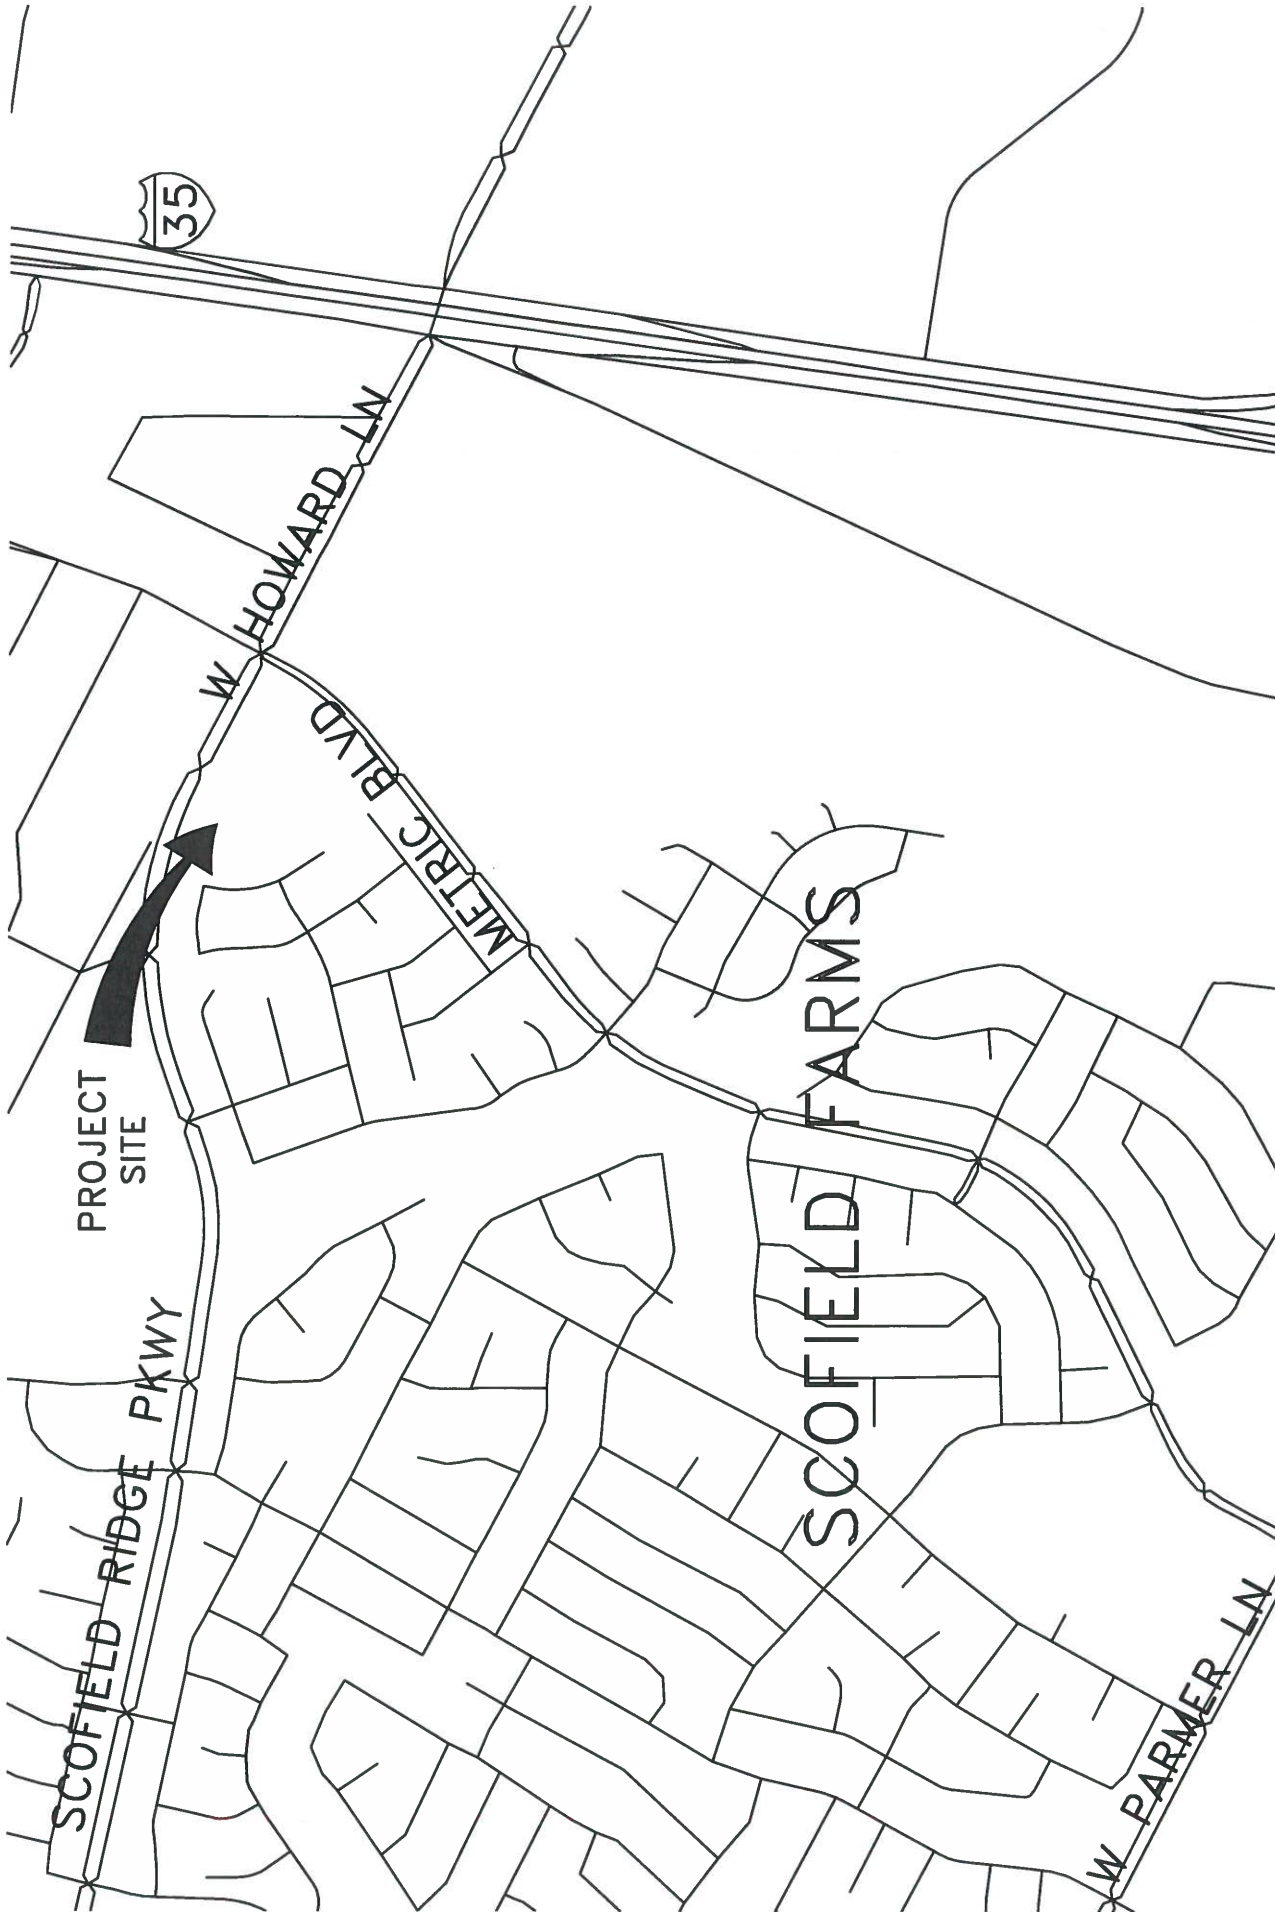 35
W HOWARD LN
METRIC BLVD
PROJECT
SITE
SCOFIELD RIDGE PKWY
SCOFIELD FARMS
W PARMER LN